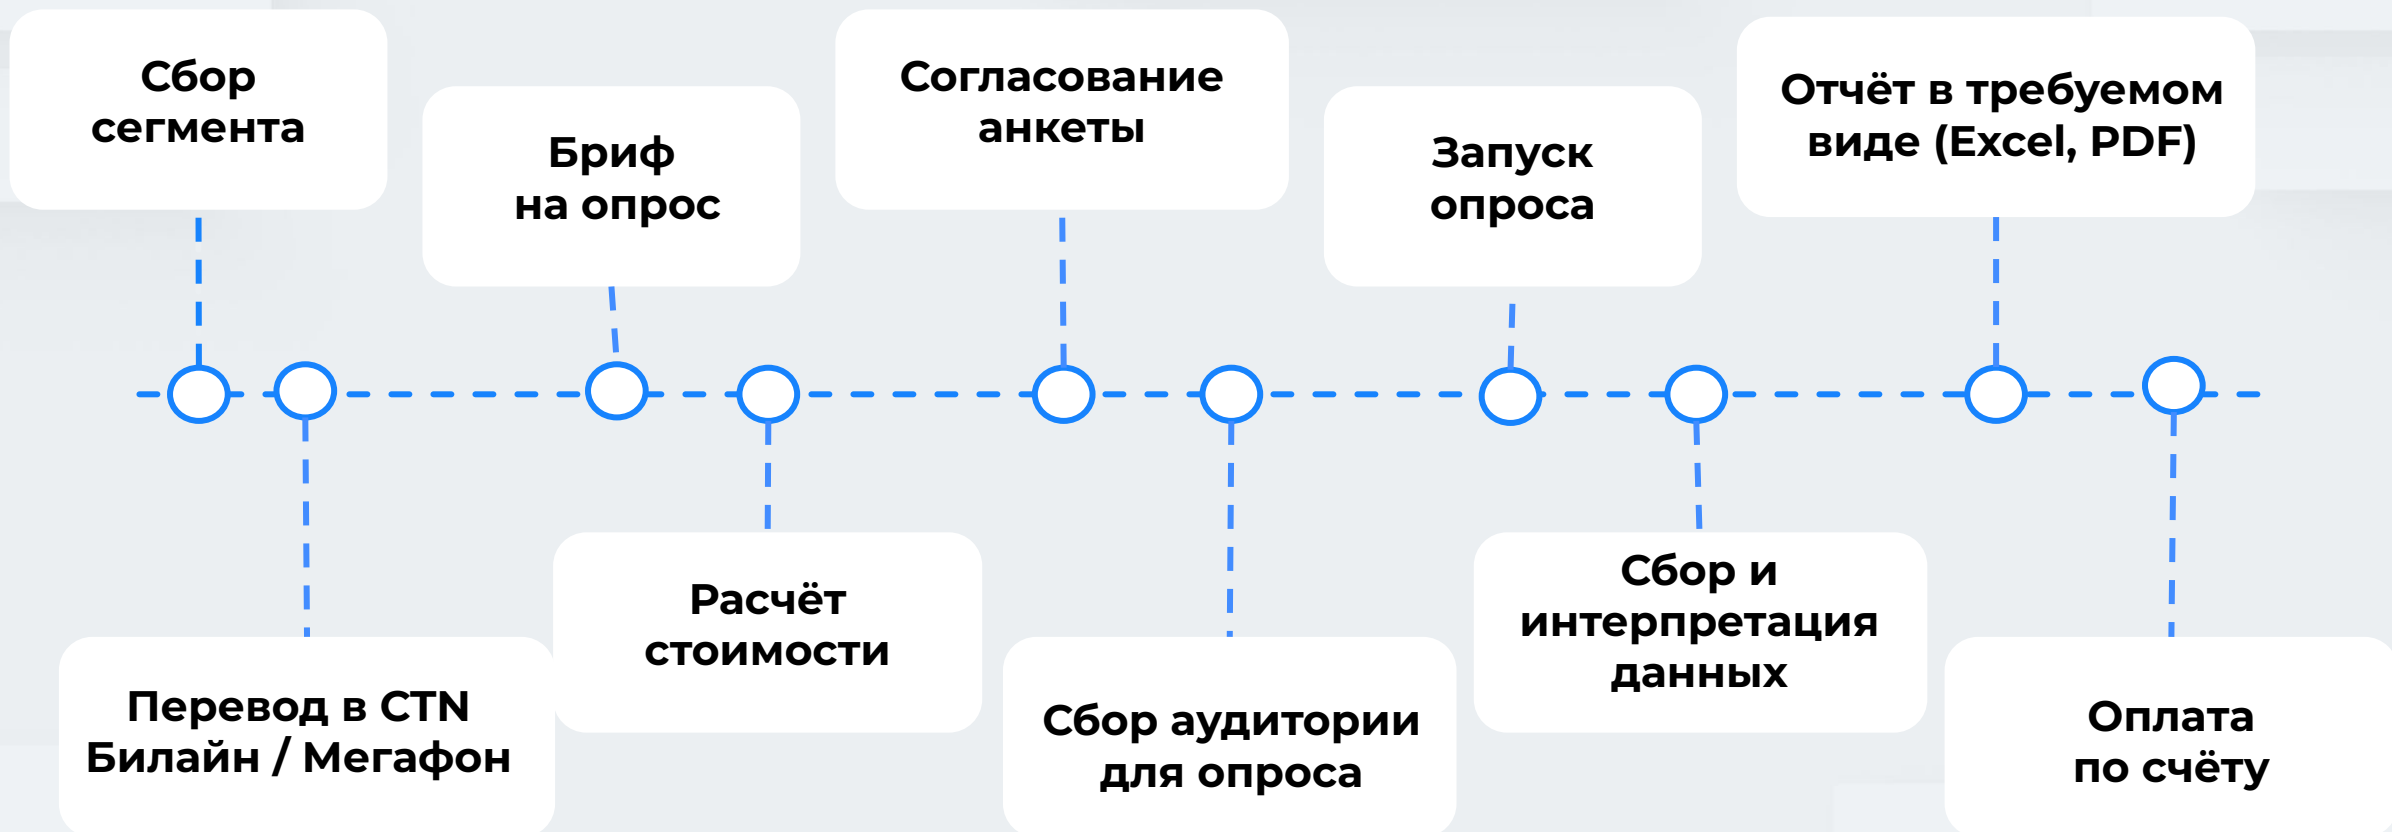 Сбор
сегмента
Перевод в CTN
Билайн / Мегафон
Бриф
на опрос
Расчёт
стоимости
Согласование
анкеты
Сбор аудитории
для опроса
Запуск
опроса
Сбор и
интерпретация
данных
Отчёт в требуемом
виде (Excel, PDF)
Оплата
по счёту